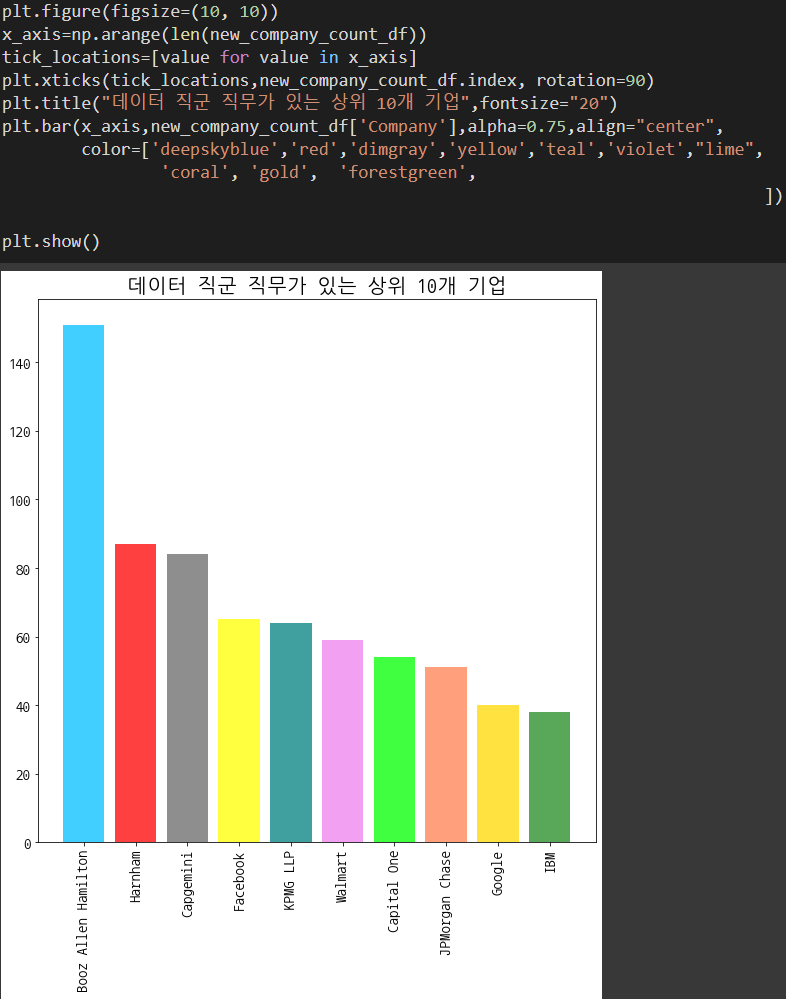 plt.figure(figsize=(10, 10))
x_axis=np.arange(len(new_company_count_df))
tick_locations=[value for value in x_axis]
plt.xticks(tick_locations,new_company_count_df.index, rotation=90)
plt.title("데이터 직군 직무가 있는 상위 10개 기업",fontsize="20")
plt.bar(x_axis,new_company_count_df['Company'],alpha=0.75,align="center",
color=['deepskyblue','red','dimgray','yellow','teal','violet',"lime",
'coral', 'gold',  'forestgreen',
])
plt.show()
데이터 직군 직무가 있는 상위 10개 기업
140
120
100
80
60
40
20
0
Booz Allen Hamilton
Harnham
Capgemini
Facebook
KPMG LLP
Walmart
Capital One
JPMorgan Chase
Google
IBM